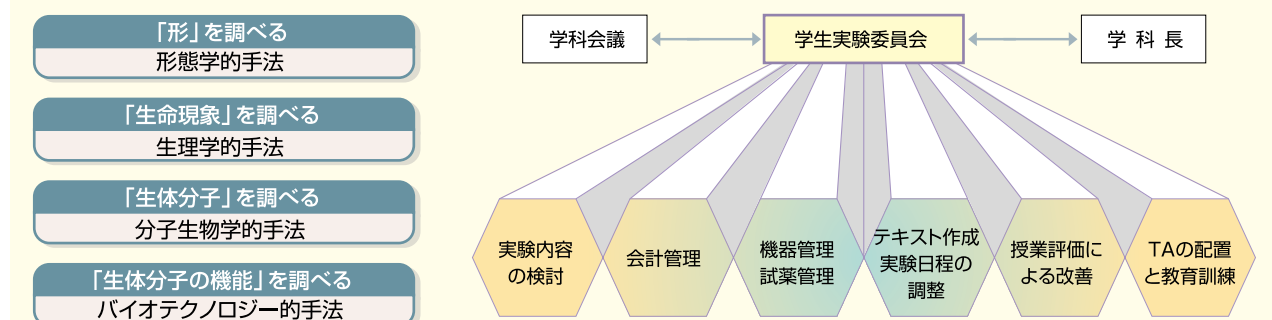 「形」を調べる
形態学的手法
「生命現象」を調べる
生理学的手法
「生体分子」を調べる
分子生物学的手法
「生体分子の機能」を調べる
バイオテクノロジー的手法
学科会議
学生実験委員会
学 科 長
実験内容
の検討
会計管理
機器管理
試薬管理
テキスト作成
実験日程の
調整
授業評価に
よる改善
TAの配置
と教育訓練